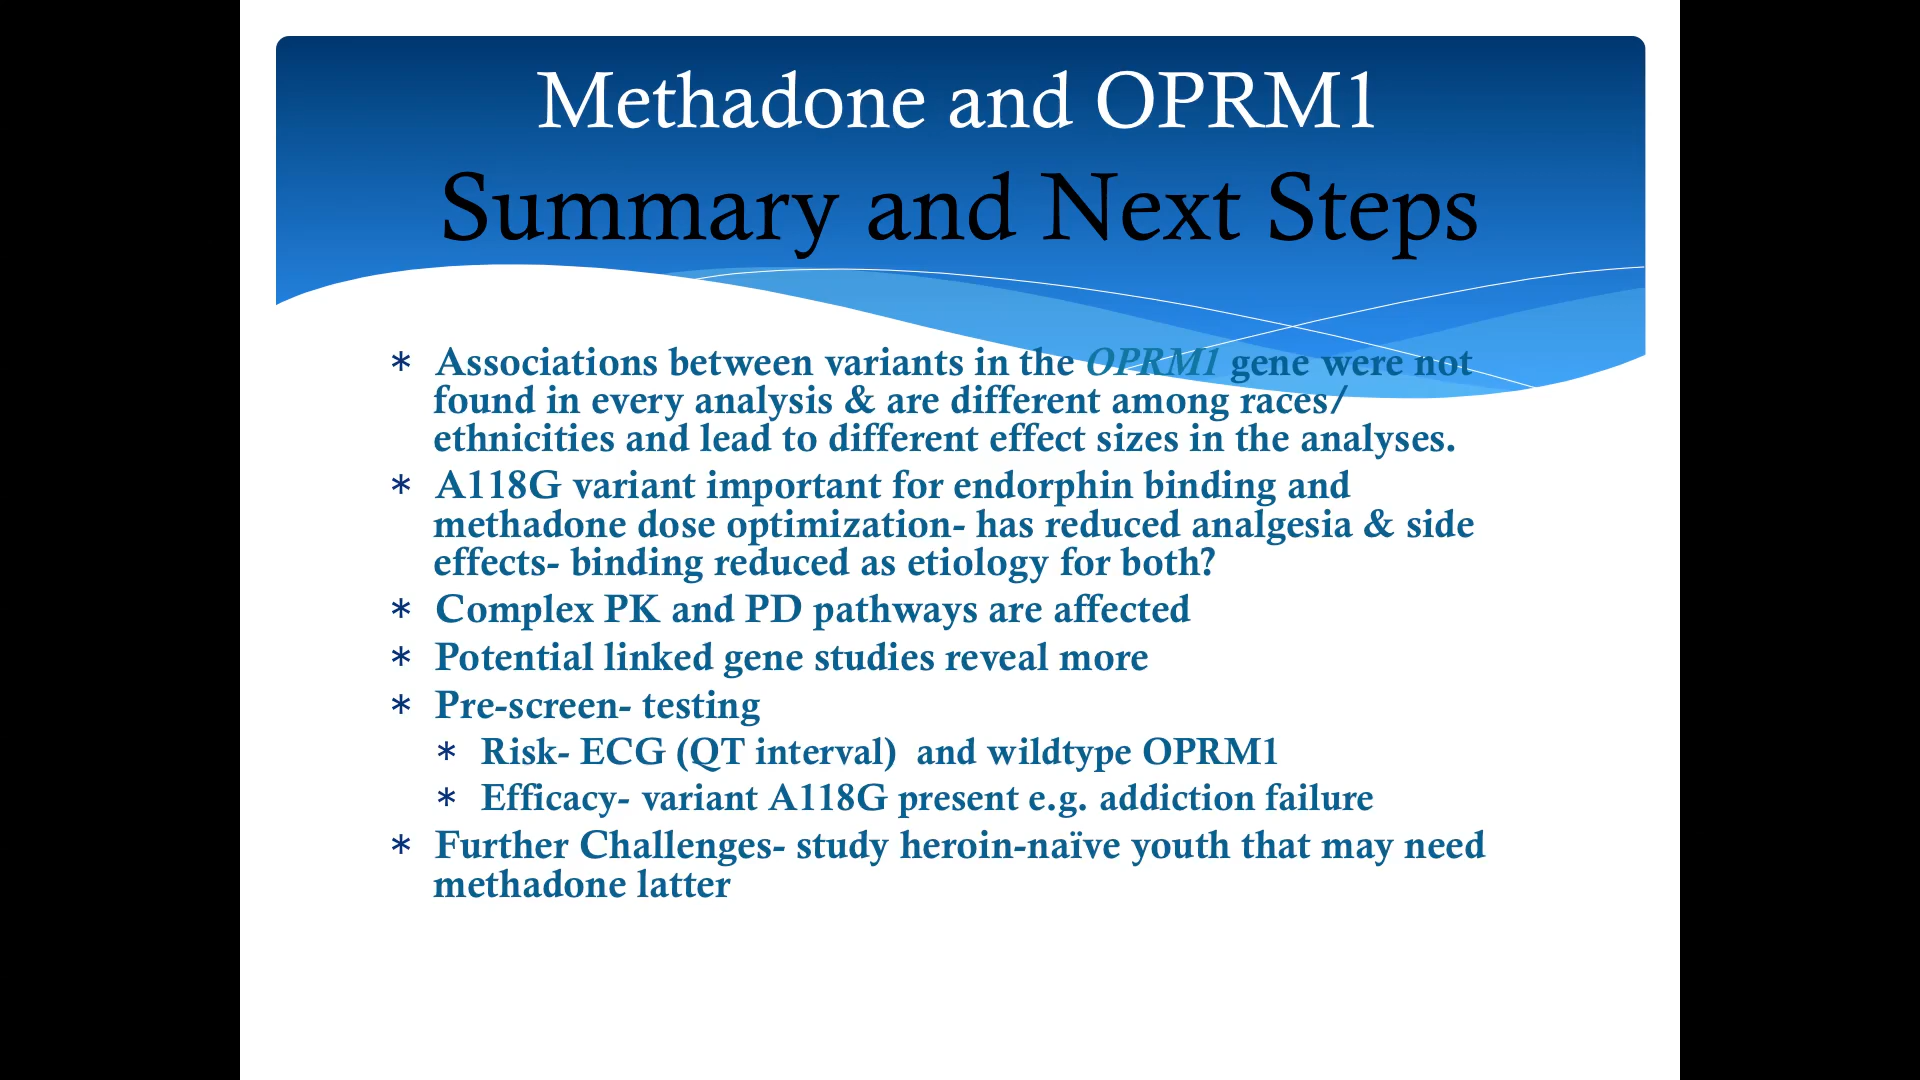 Methadone and OPRM1
Summary and Next Steps
* Associations between variants in the OPRM1 gene were not
found in every analysis & are different among races/
ethnicities and lead to different effect sizes in the analyses.
* A118G variant important for endorphin binding and
methadone dose optimization- has reduced analgesia & side
effects- binding reduced as etiology for both?
* Complex PK and PD pathways are affected
* Potential linked gene studies reveal more
* Pre-screen- testing
* Risk- ECG (QT interval)  and wildtype OPRM1
* Efficacy- variant A118G present e.g. addiction failure
* Further Challenges- study heroin-naïve youth that may need
methadone latter